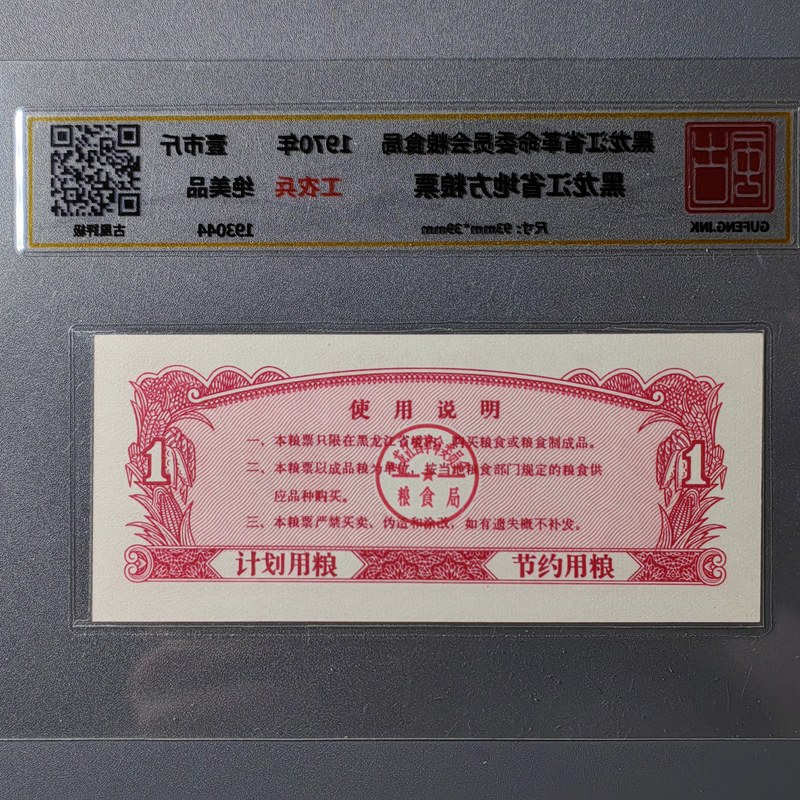 黑龙江省革命委员会粮食局 1970年 壹市斤
黑龙江省地方粮票 工农兵 绝美品
GUFENG.INK 尺寸：93mm*39mm 193044 古風評級
使用说明
一、本粮票只限在黑龙江省境内，购买粮食或粮食制成品。
二、本粮票以成品粮为单位，按当地粮食部门规定的粮食供
应品种购买。
三、本粮票严禁买卖、伪造和涂改，如有遗失概不补发。
粮食局
1
1
计划用粮 节约用粮